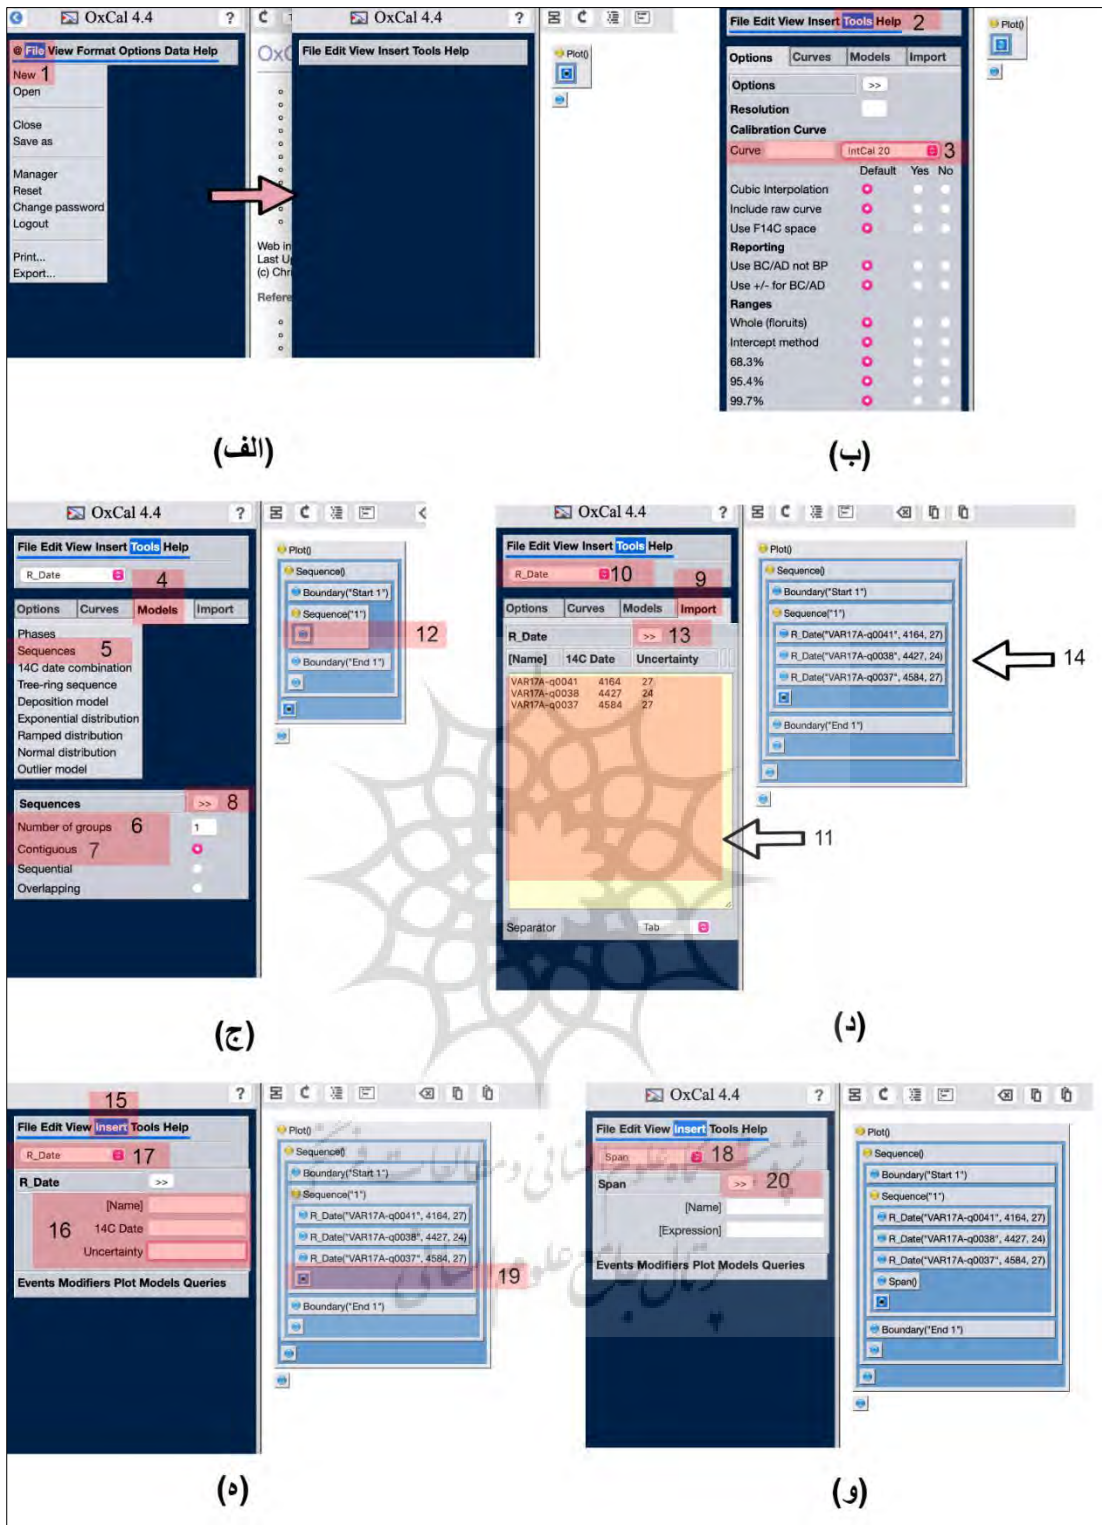 OxCal 4.4 ?
@ File View Format Options Data Help
New 1
Open
Close
Save as
Manager
Reset
Change password
Logout
Print...
Export...
Web in
(c) Chri
Refere
OxCal 4.4 ?
File Edit View Insert Tools Help
Plot()
(الف)
File Edit View Insert Tools Help 2
Options Curves Models Import
Options >>
Resolution
Calibration Curve
Curve IntCal 20 3
Default Yes No
Cubic Interpolation
Include raw curve
Use F14C space
Reporting
Use BC/AD not BP
Use +/- for BC/AD
Ranges
Whole (floruits)
Intercept method
68.3%
95.4%
99.7%
Plot()
(ب)
OxCal 4.4 ?
File Edit View Insert Tools Help
R_Date 4
Options Curves Models Import
Phases
Sequences 5
14C date combination
Tree-ring sequence
Deposition model
Exponential distribution
Ramped distribution
Normal distribution
Outlier model
Sequences >> 8
Number of groups 6 1
Contiguous 7
Sequential
Overlapping
Plot()
Sequence()
Boundary("Start 1")
Sequence("1")
12
Boundary("End 1")
(ج)
OxCal 4.4 ?
File Edit View Insert Tools Help
R_Date 10 9
Options Curves Models Import
R_Date >> 13
[Name] 14C Date Uncertainty
VAR17A-q0041 4164 27
VAR17A-q0038 4427 24
VAR17A-q0037 4584 27
11
Separator Tab
Plot()
Sequence()
Boundary("Start 1")
Sequence("1")
R_Date("VAR17A-q0041", 4164, 27)
R_Date("VAR17A-q0038", 4427, 24)
R_Date("VAR17A-q0037", 4584, 27)
14
Boundary("End 1")
(د)
?
15
File Edit View Insert Tools Help
R_Date 17
R_Date >>
[Name]
16 14C Date
Uncertainty
Events Modifiers Plot Models Queries
Plot()
Sequence()
Boundary("Start 1")
Sequence("1")
R_Date("VAR17A-q0041", 4164, 27)
R_Date("VAR17A-q0038", 4427, 24)
R_Date("VAR17A-q0037", 4584, 27)
19
Boundary("End 1")
(ه)
OxCal 4.4 ?
File Edit View Insert Tools Help
Span 18
Span >> 20
[Name]
[Expression]
Events Modifiers Plot Models Queries
Plot()
Sequence()
Boundary("Start 1")
Sequence("1")
R_Date("VAR17A-q0041", 4164, 27)
R_Date("VAR17A-q0038", 4427, 24)
R_Date("VAR17A-q0037", 4584, 27)
Span()
Boundary("End 1")
(و)
پژوهشگاه علوم انسانی و مطالعات فرهنگی
پرتال جامع علوم انسانی